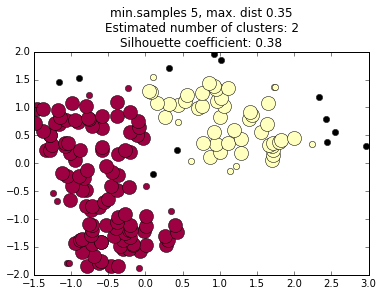 min.samples 5, max. dist 0.35
Estimated number of clusters: 2
Silhouette coefficient: 0.38
2.0
1.5
1.0
0.5
0.0
−0.5
−1.0
−1.5
−2.0
−1.5 −1.0 −0.5 0.0 0.5 1.0 1.5 2.0 2.5 3.0